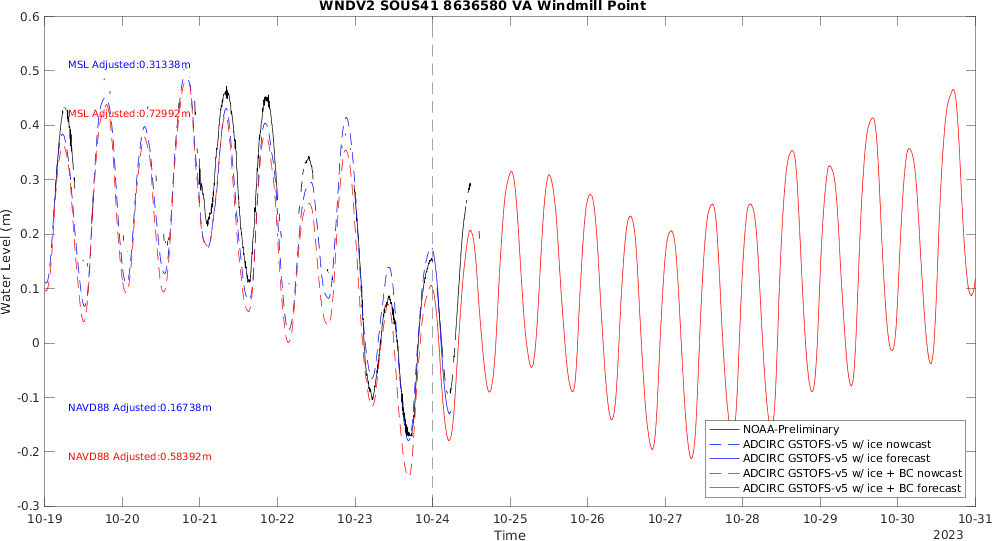 WNDV2 SOUS41 8636580 VA Windmill Point
0.6
0.5
0.4
0.3
0.2
0.1
0
-0.1
-0.2
-0.3
Water Level (m)
MSL Adjusted:0.31338m
MSL Adjusted:0.72992m
NAVD88 Adjusted:0.16738m
NAVD88 Adjusted:0.58392m
NOAA-Preliminary
ADCIRC GSTOFS-v5 w/ ice nowcast
ADCIRC GSTOFS-v5 w/ ice forecast
ADCIRC GSTOFS-v5 w/ ice + BC nowcast
ADCIRC GSTOFS-v5 w/ ice + BC forecast
10-19 10-20 10-21 10-22 10-23 10-24 10-25 10-26 10-27 10-28 10-29 10-30 10-31
Time
2023